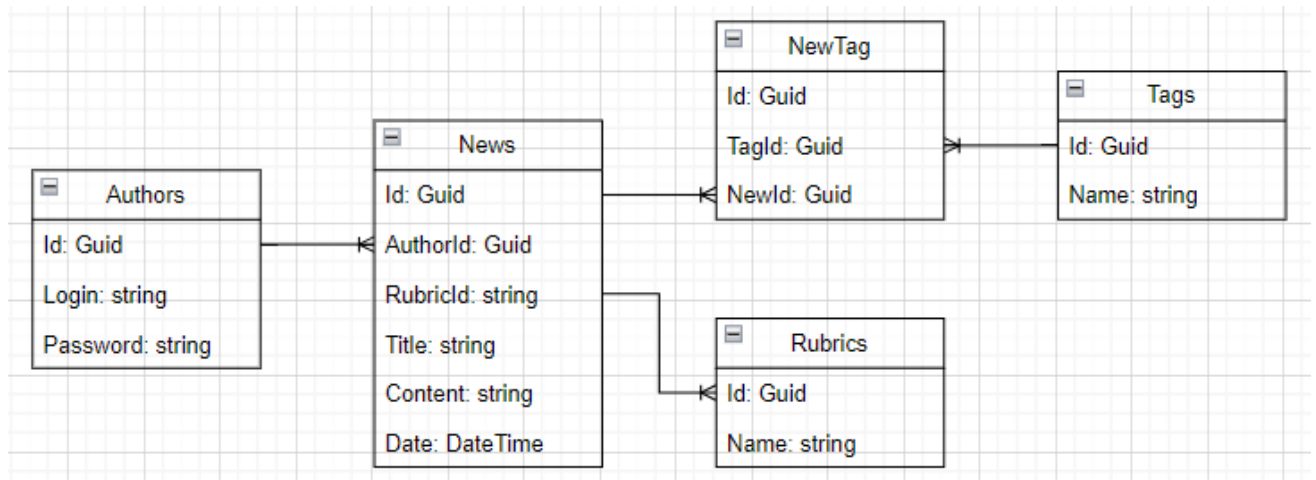 Authors
Id: Guid
Login: string
Password: string
News
Id: Guid
AuthorId: Guid
RubricId: string
Title: string
Content: string
Date: DateTime
NewTag
Id: Guid
TagId: Guid
NewId: Guid
Tags
Id: Guid
Name: string
Rubrics
Id: Guid
Name: string